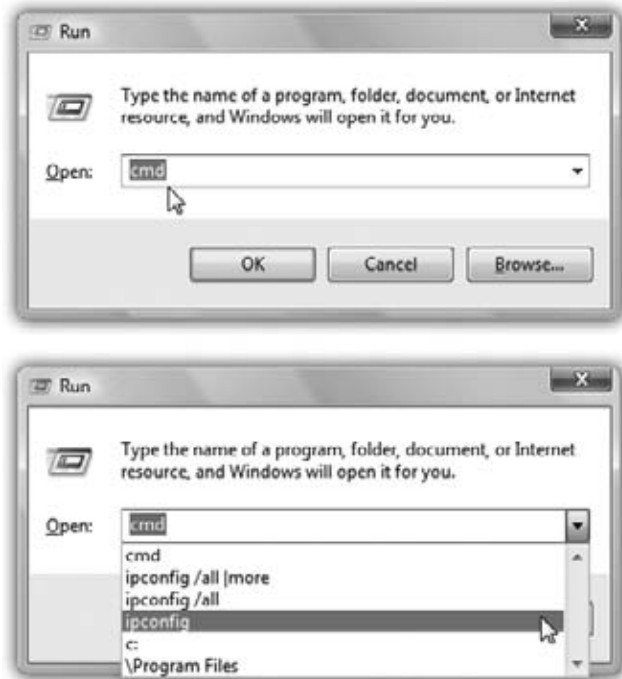 Run
Type the name of a program, folder, document, or Internet
resource, and Windows will open it for you.
Open:
cmd
OK
Cancel
Browse...
Run
Type the name of a program, folder, document, or Internet
resource, and Windows will open it for you.
Open:
cmd
cmd
ipconfig /all |more
ipconfig /all
ipconfig
c:
\Program Files